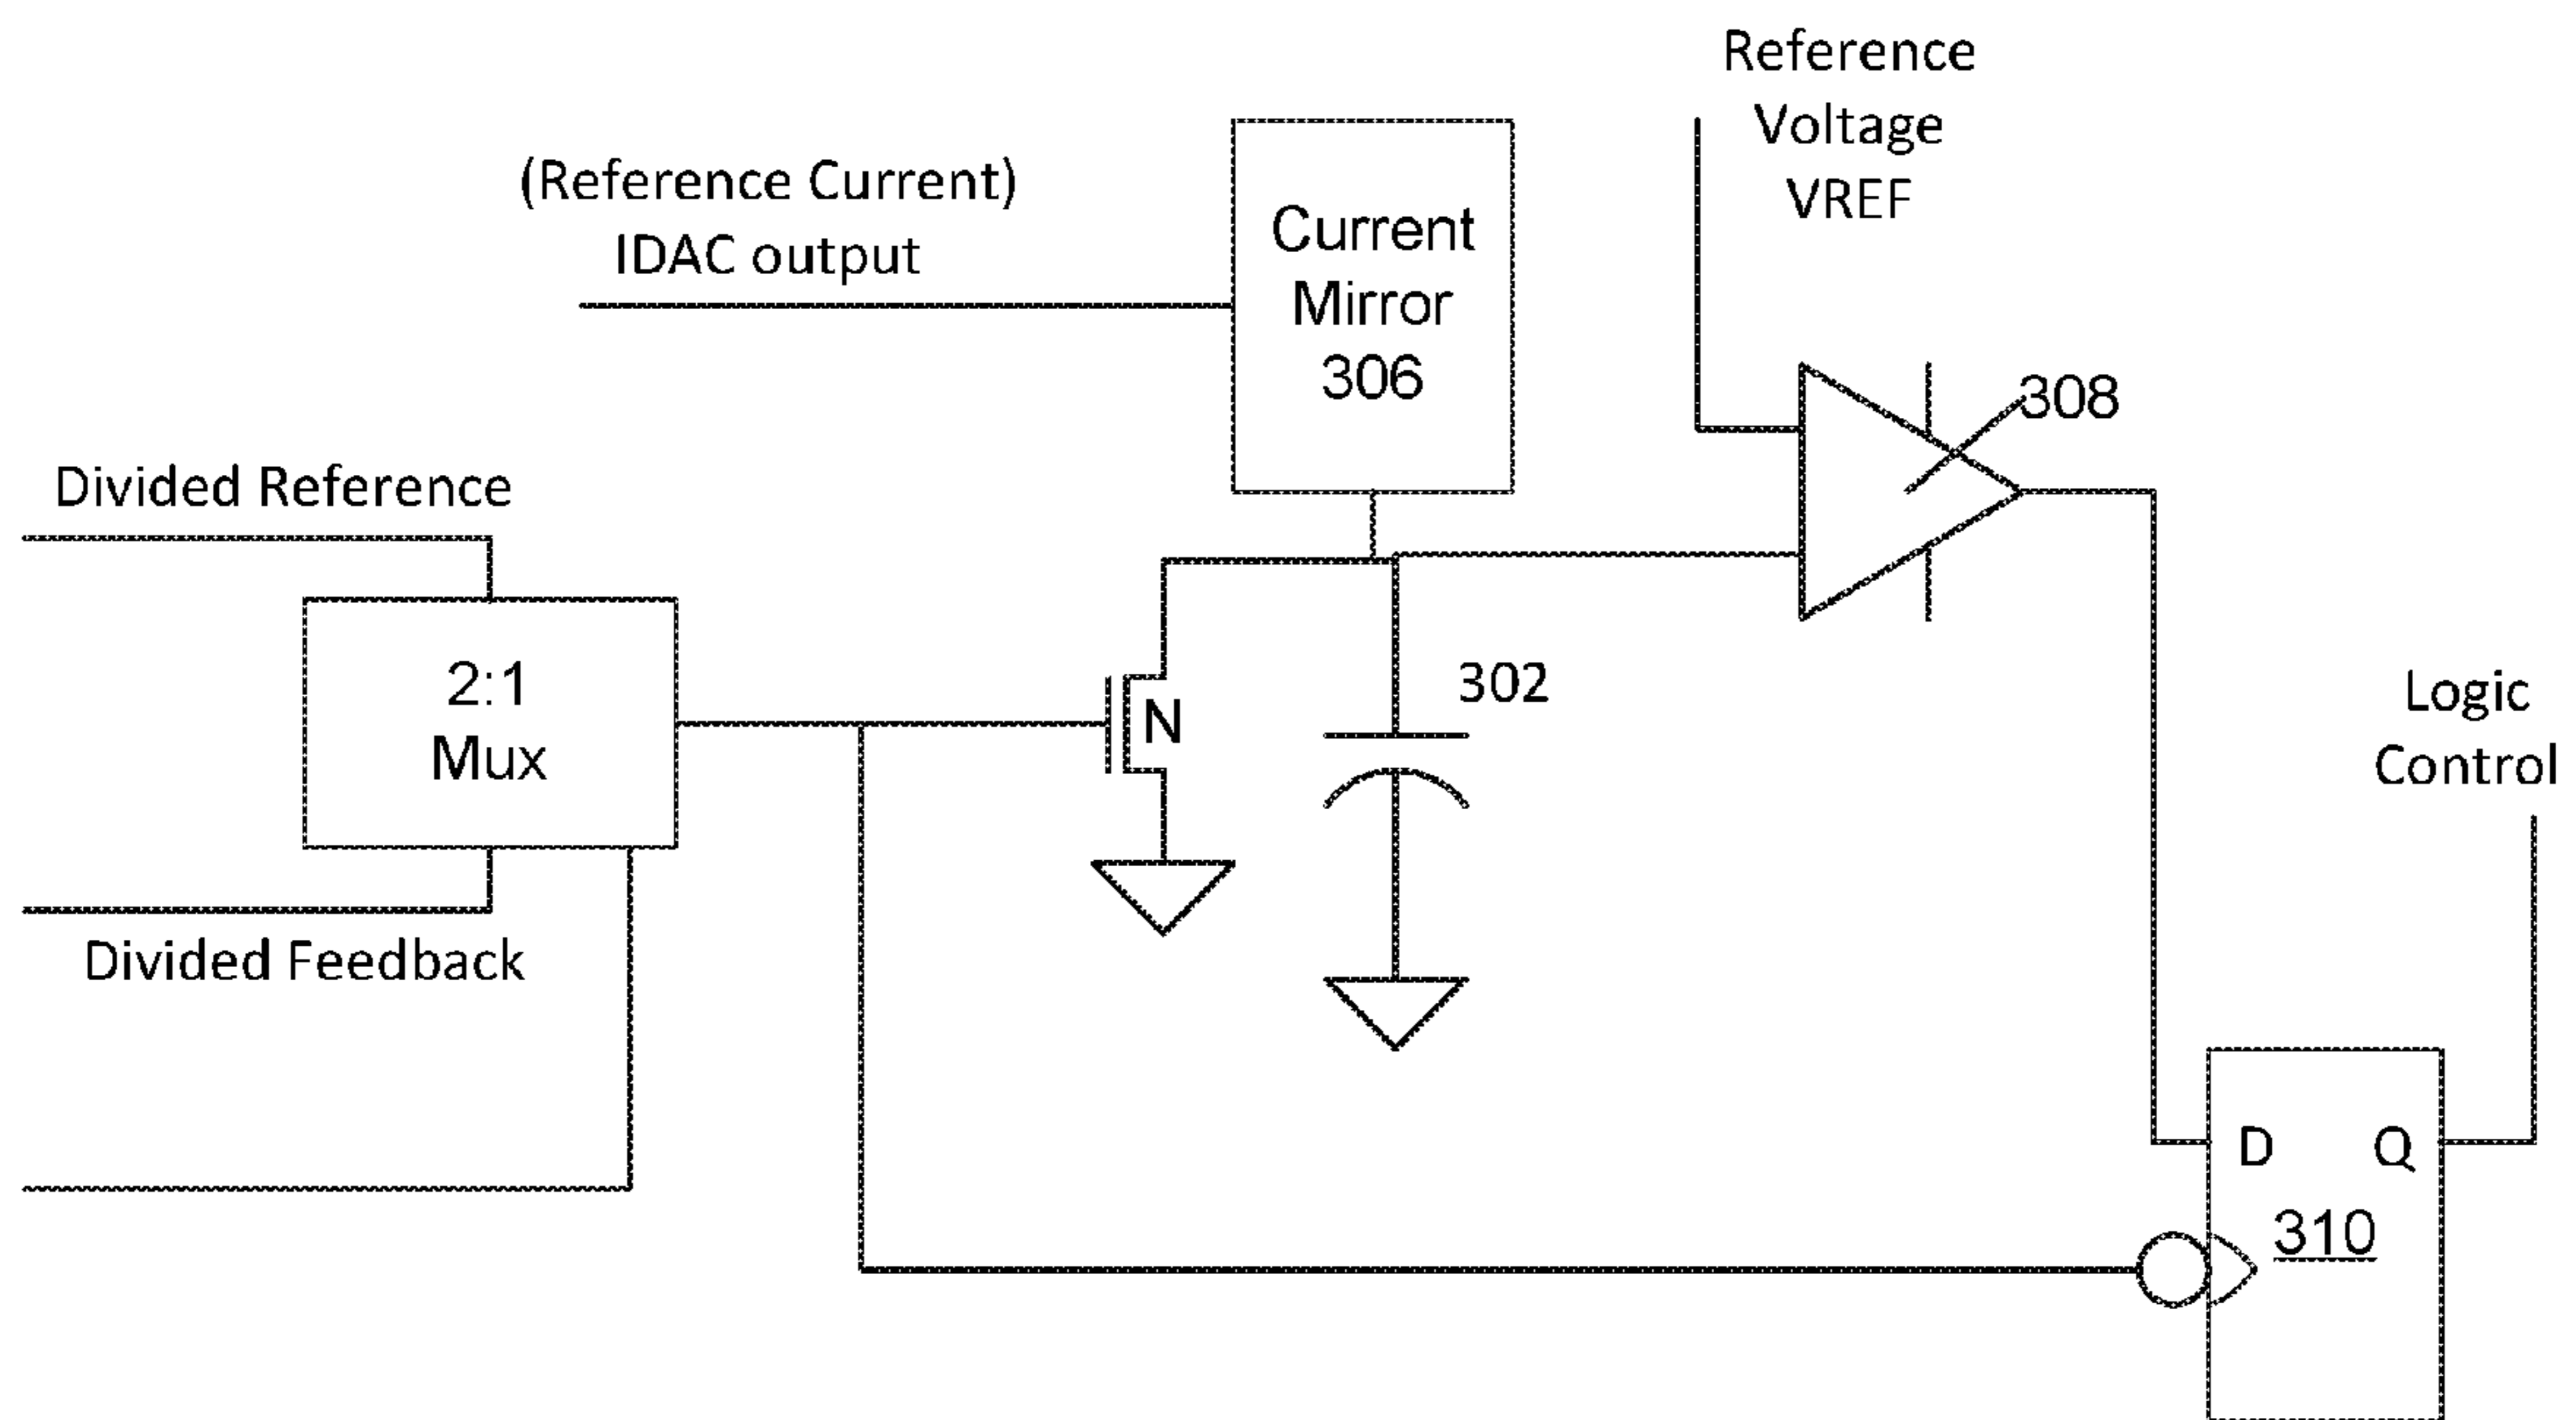 Reference
Voltage
VREF
(Reference Current)
IDAC output
Current
Mirror
306
308
Divided Reference
2:1
Mux
N
302
Logic
Control
Divided Feedback
D Q
310